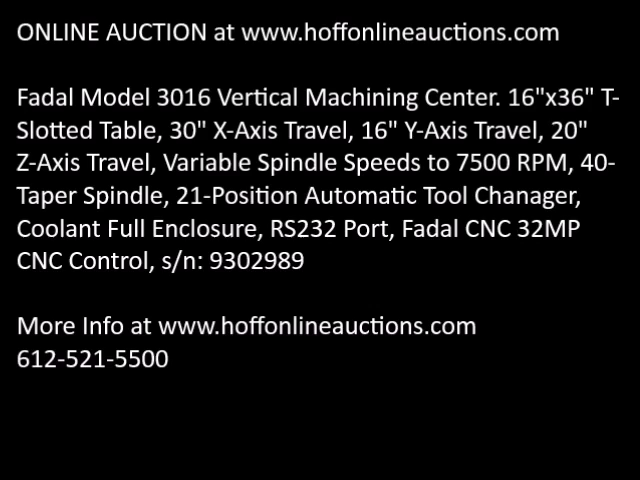 ONLINE AUCTION at www.hoffonlineauctions.com
Fadal Model 3016 Vertical Machining Center. 16"x36" T-
Slotted Table, 30" X-Axis Travel, 16" Y-Axis Travel, 20"
Z-Axis Travel, Variable Spindle Speeds to 7500 RPM, 40-
Taper Spindle, 21-Position Automatic Tool Chanager,
Coolant Full Enclosure, RS232 Port, Fadal CNC 32MP
CNC Control, s/n: 9302989
More Info at www.hoffonlineauctions.com
612-521-5500